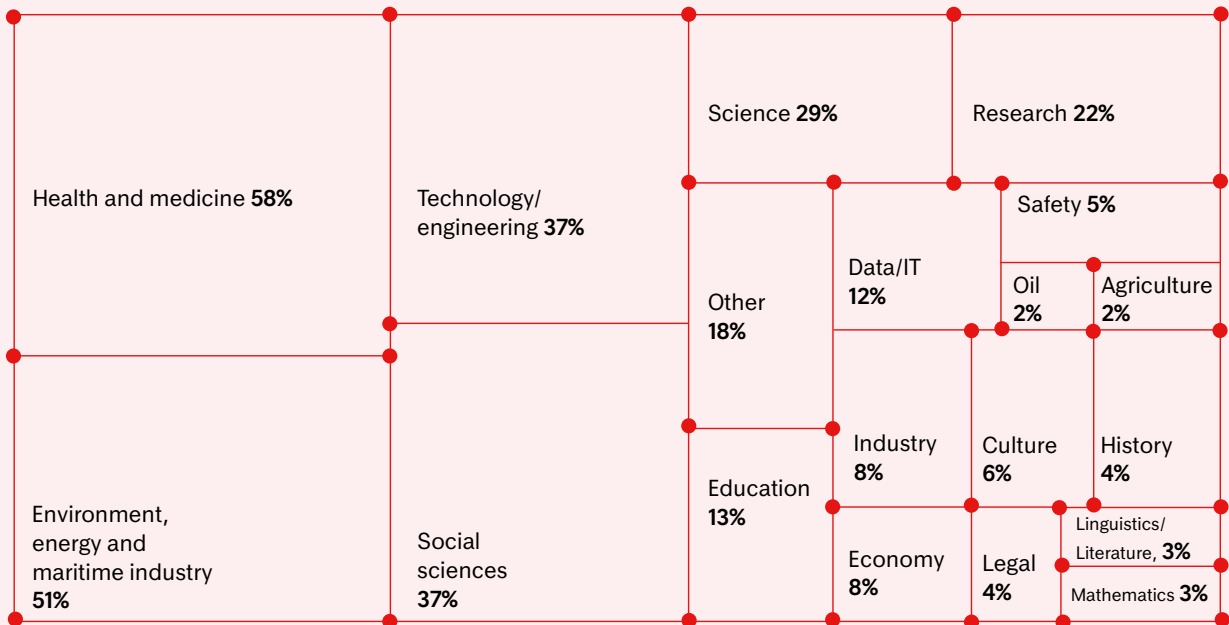 Health and medicine 58%
Environment,
energy and
maritime industry
51%
Technology/
engineering 37%
Social
sciences
37%
Science 29%
Research 22%
Other
18%
Education
13%
Data/IT
12%
Safety 5%
Oil
2%
Agriculture
2%
Industry
8%
Culture
6%
History
4%
Economy
8%
Legal
4%
Linguistics/
Literature, 3%
Mathematics 3%